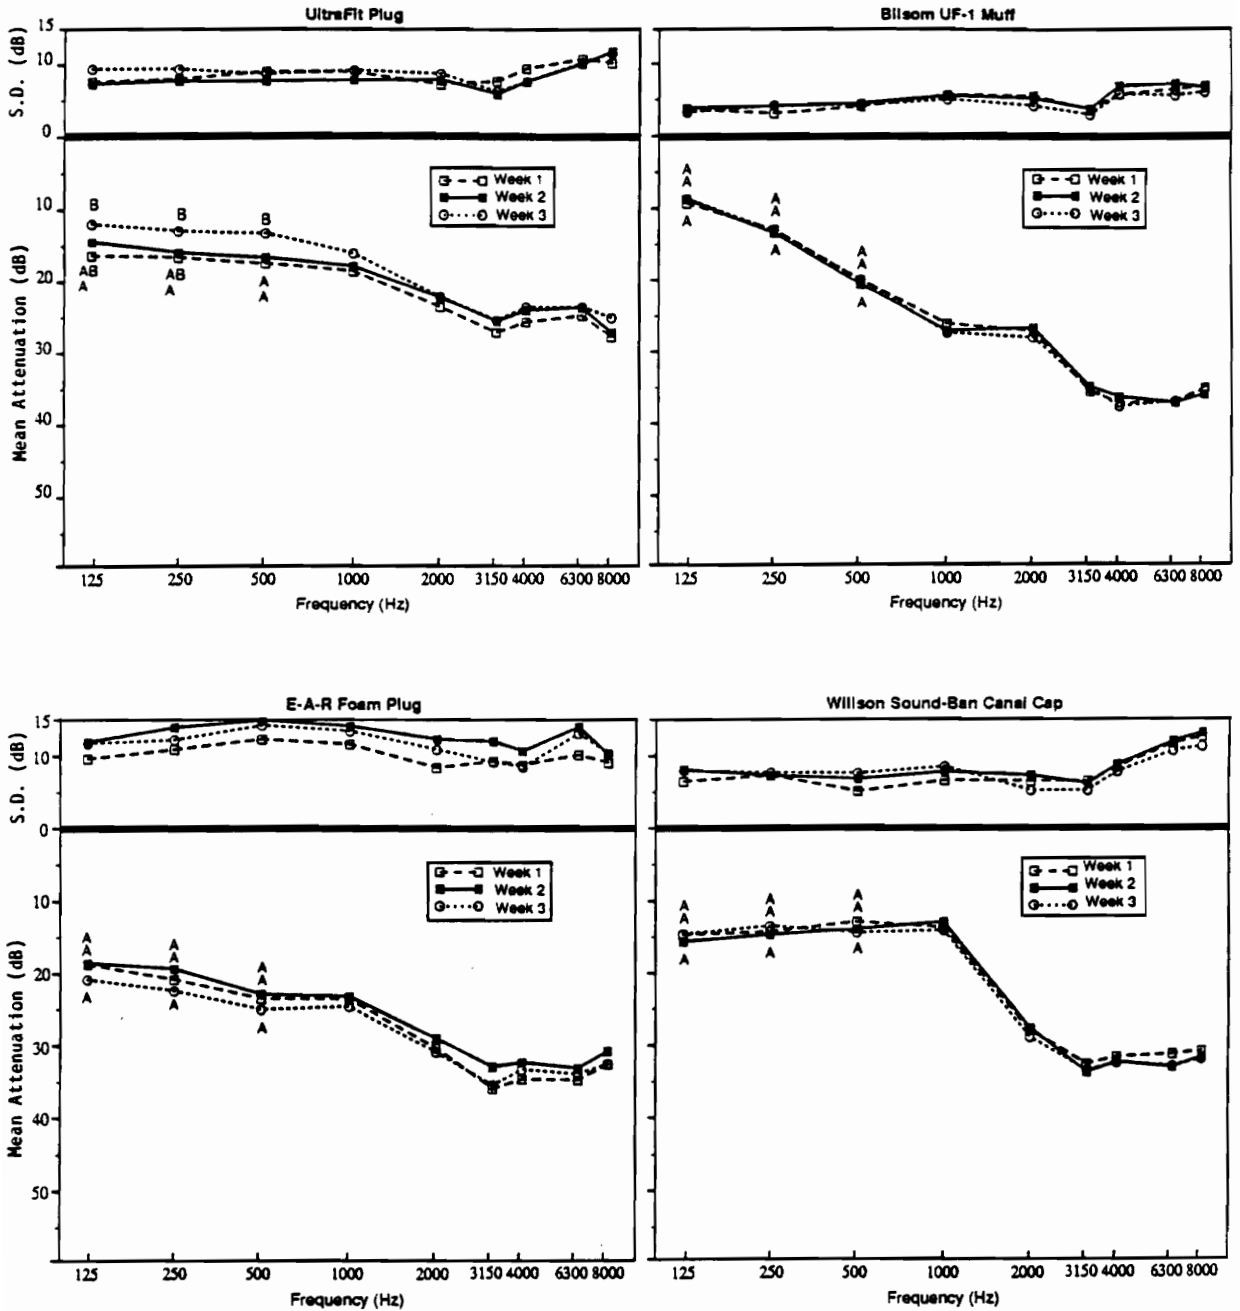 UltraFit Plug
S.D. (dB)
15
10
5
0
Mean Attenuation (dB)
10
20
30
40
50
B
B
B
AB
A
AB
A
A
A
Week 1
Week 2
Week 3
125 250 500 1000 2000 3150 4000 6300 8000
Frequency (Hz)
Bilsom UF-1 Muff
A
A
A
A
A
A
A
A
A
Week 1
Week 2
Week 3
125 250 500 1000 2000 3150 4000 6300 8000
Frequency (Hz)
E-A-R Foam Plug
S.D. (dB)
15
10
5
0
Mean Attenuation (dB)
10
20
30
40
50
A
A
A
A
A
A
A
A
A
Week 1
Week 2
Week 3
125 250 500 1000 2000 3150 4000 6300 8000
Frequency (Hz)
Willson Sound-Ban Canal Cap
A
A
A
A
A
A
A
A
A
Week 1
Week 2
Week 3
125 250 500 1000 2000 3150 4000 6300 8000
Frequency (Hz)